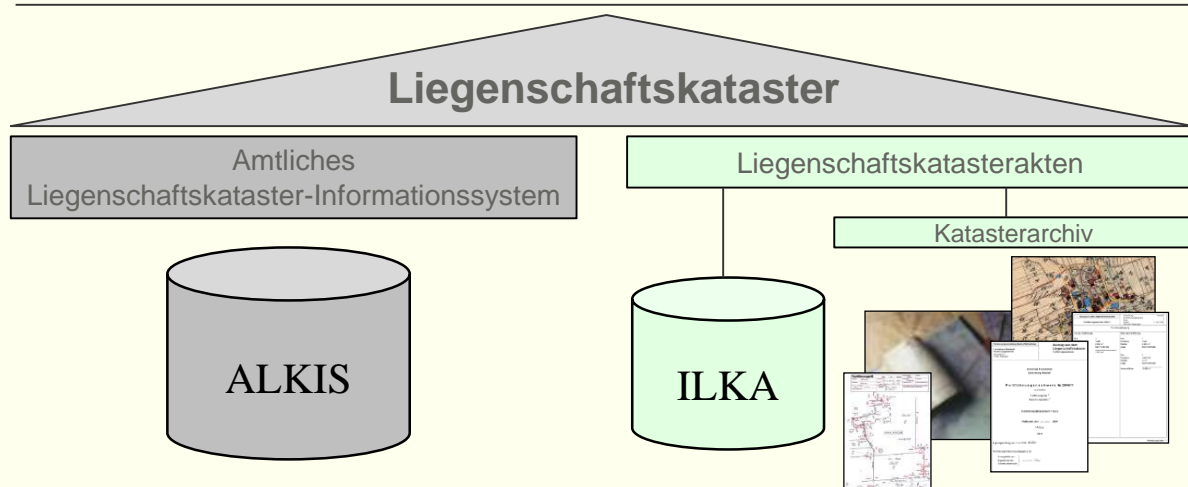 Liegenschaftskataster
Amtliches
Liegenschaftskataster-Informationssystem
Liegenschaftskatasterakten
Katasterarchiv
ALKIS
ILKA